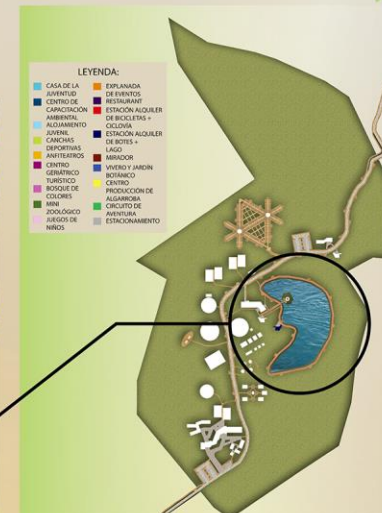 LEYENDA:
CASA DE LA
JUVENTUD
CENTRO DE
CAPACITACIÓN
AMBIENTAL
ALOJAMIENTO
JUVENIL
CANCHAS
DEPORTIVAS
ANFITEATROS
CENTRO
GERIÁTRICO
TURÍSTICO
BOSQUE DE
COLORES
MINI
ZOOLÓGICO
JUEGOS DE
NIÑOS
EXPLANADA
DE EVENTOS
RESTAURANT
ESTACIÓN ALQUILER
DE BICICLETAS +
CICLOVÍA
ESTACIÓN ALQUILER
DE BOTES +
LAGO
MIRADOR
VIVERO Y JARDÍN
BOTÁNICO
CENTRO
PRODUCCIÓN DE
ALGARROBA
CIRCUITO DE
AVENTURA
ESTACIONAMIENTO